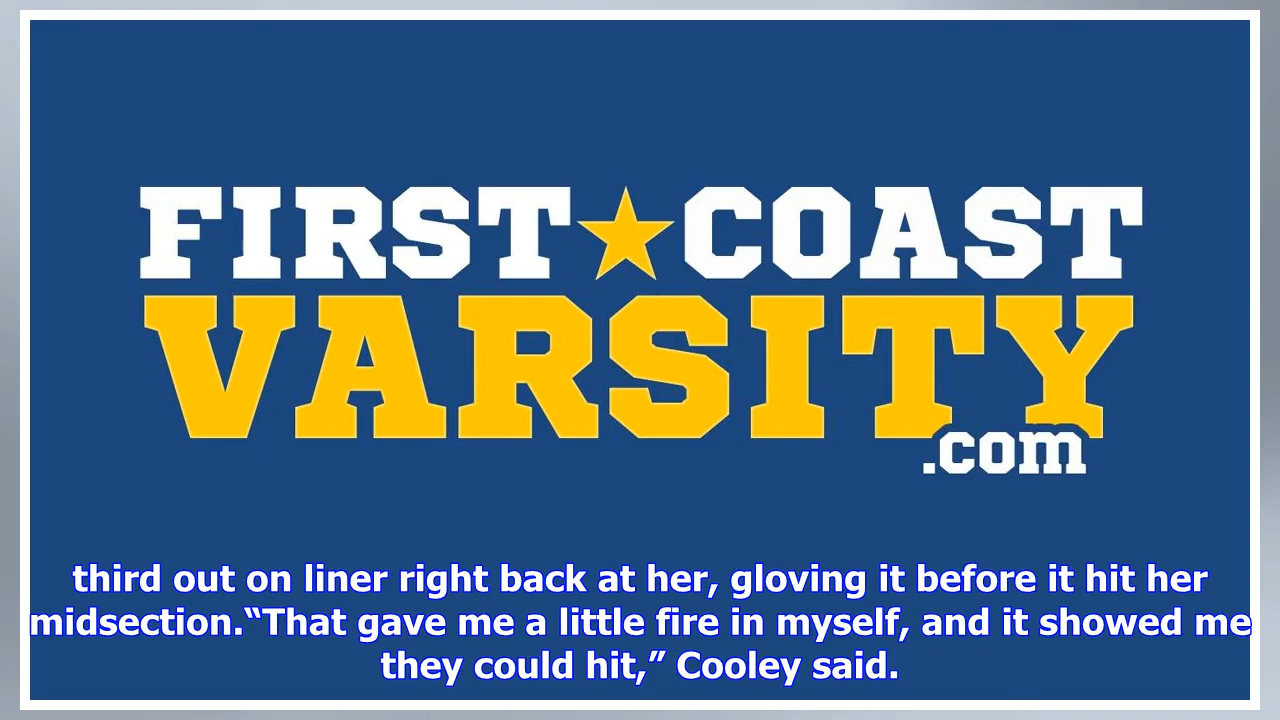 FIRST★COAST
VARSITY
.com
third out on liner right back at her, gloving it before it hit her
midsection.“That gave me a little fire in myself, and it showed me
they could hit,” Cooley said.